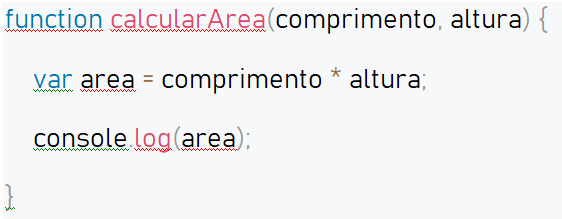 function calcularArea(comprimento, altura) {
var area = comprimento * altura;
console.log(area);
}